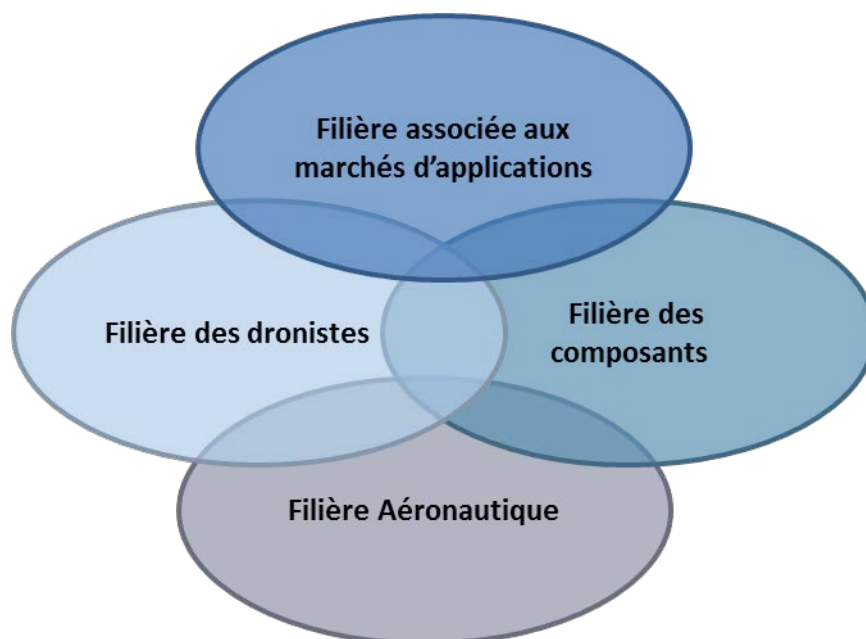 Filière associée aux
marchés d’applications
Filière des dronistes
Filière des
composants
Filière Aéronautique